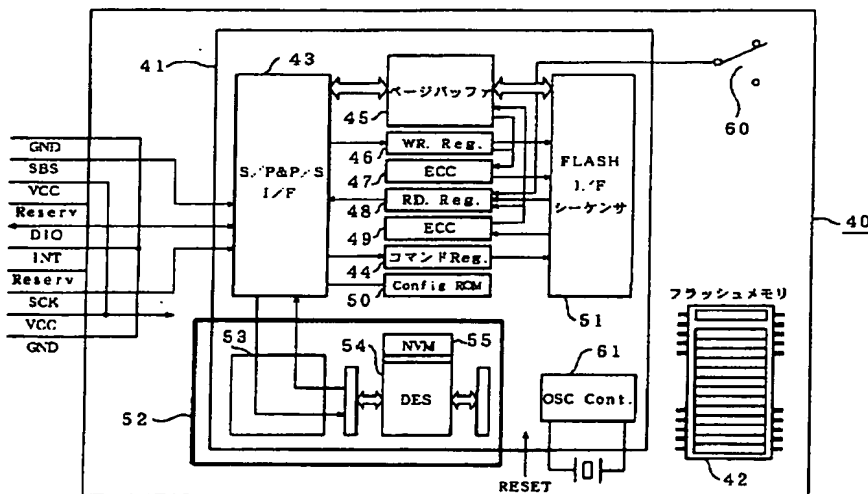 GND
SBS
VCC
Reserv
DIO
INT
Reserv
SCK
VCC
GND
41
43
S/P&P/S
I/F
ページバッファ
45
WR. Reg.
46
ECC
47
RD. Reg.
48
ECC
49
コマンドReg.
44
Config ROM
50
FLASH
I/F
シーケンサ
51
60
40
フラッシュメモリ
42
52
53
54
NVM
55
DES
61
OSC Cont.
RESET